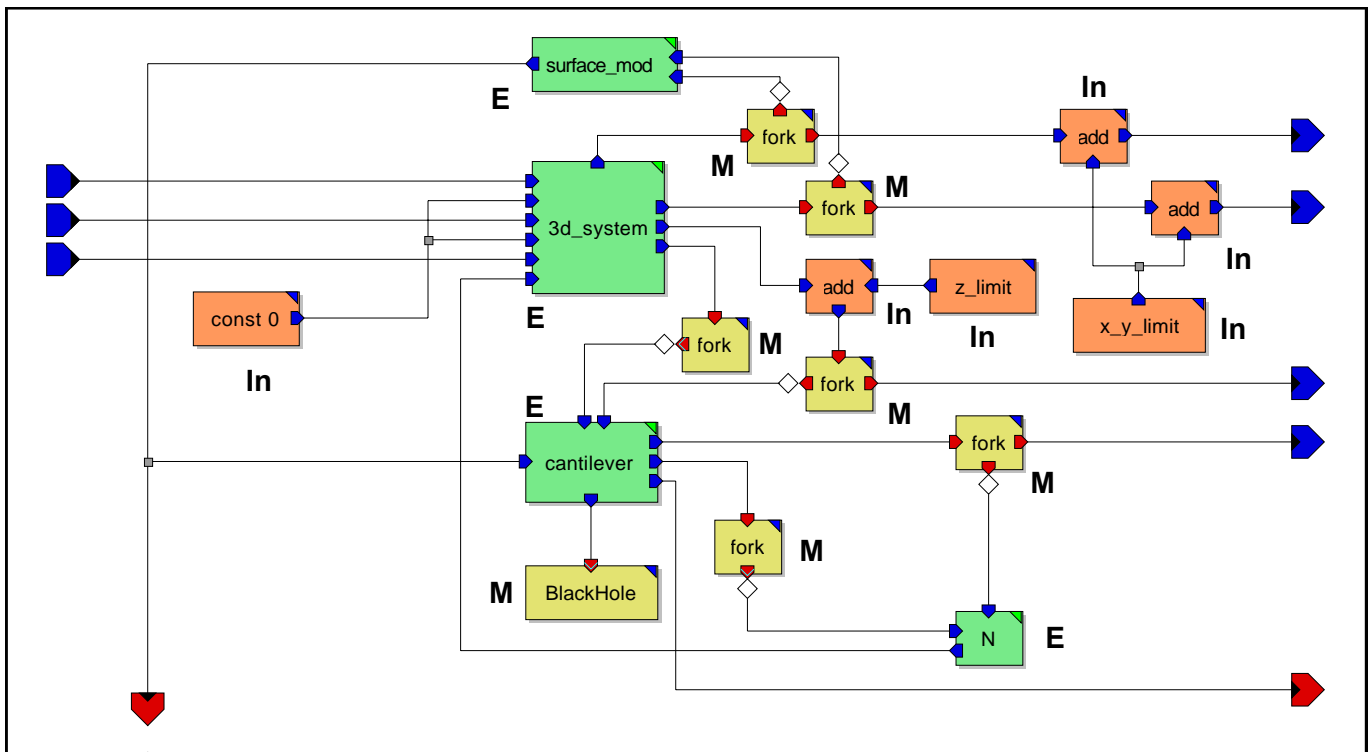 surface_mod
E
In
fork
add
M
M
fork
add
3d_system
In
add
z_limit
In
In
const 0
In
E
fork
M
x_y_limit
In
fork
M
E
cantilever
fork
M
fork
M
M
BlackHole
N
E